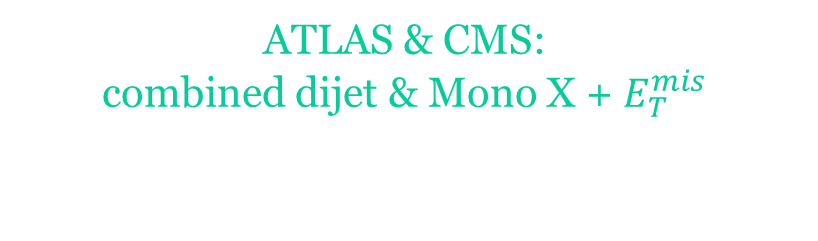 ATLAS & CMS:
combined dijet & Mono X + $E_T^{mis}$